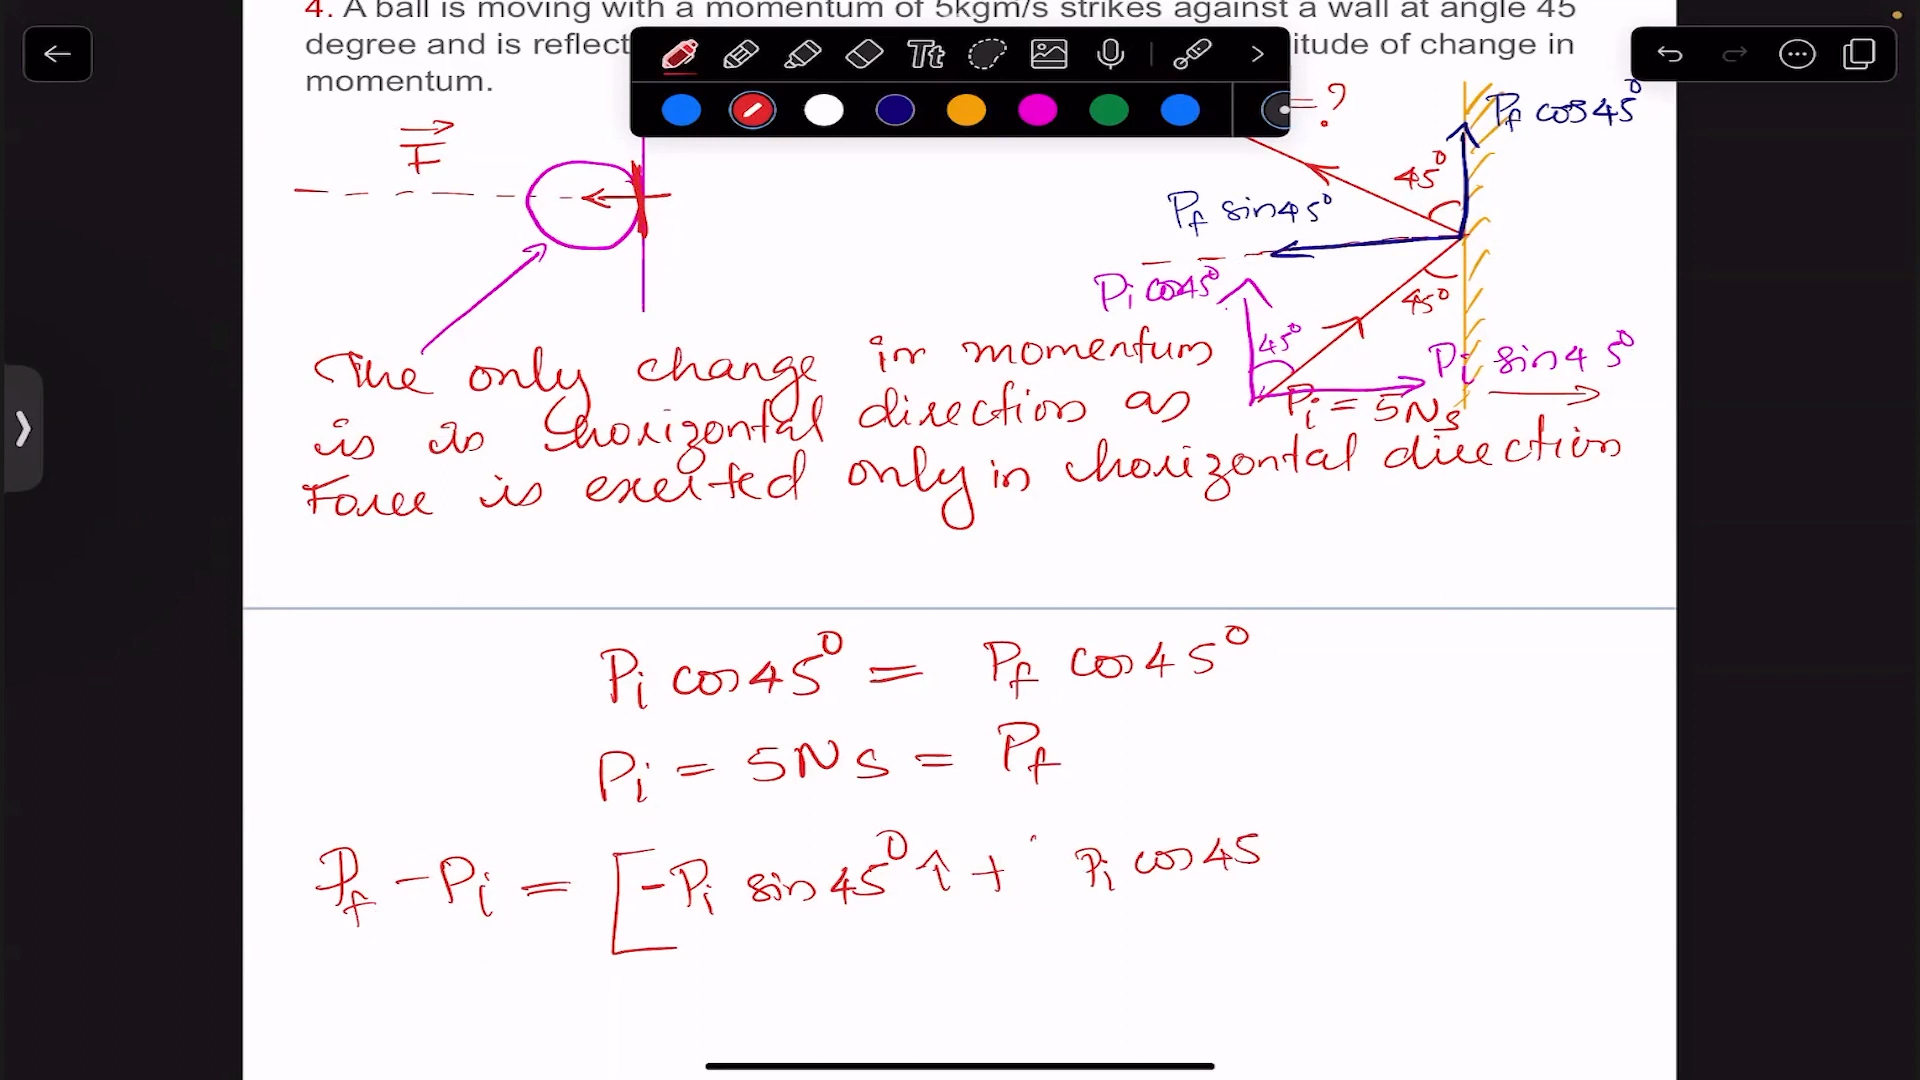 4. A ball is moving with a momentum of 5kgm/s strikes against a wall at angle 45
degree and is reflect itude of change in
momentum.
Tt
= ?
F
Pf cos45°
45°
Pf sin45°
Pi cos45°
45°
45°
Pi sin45°
Pi = 5Ns
The only change in momentum
is in horizontal direction as
Force is exerted only in horizontal direction
Pi cos45° = Pf cos45°
Pi = 5Ns = Pf
Pf - Pi = [-Pi sin45° î + Pi cos45